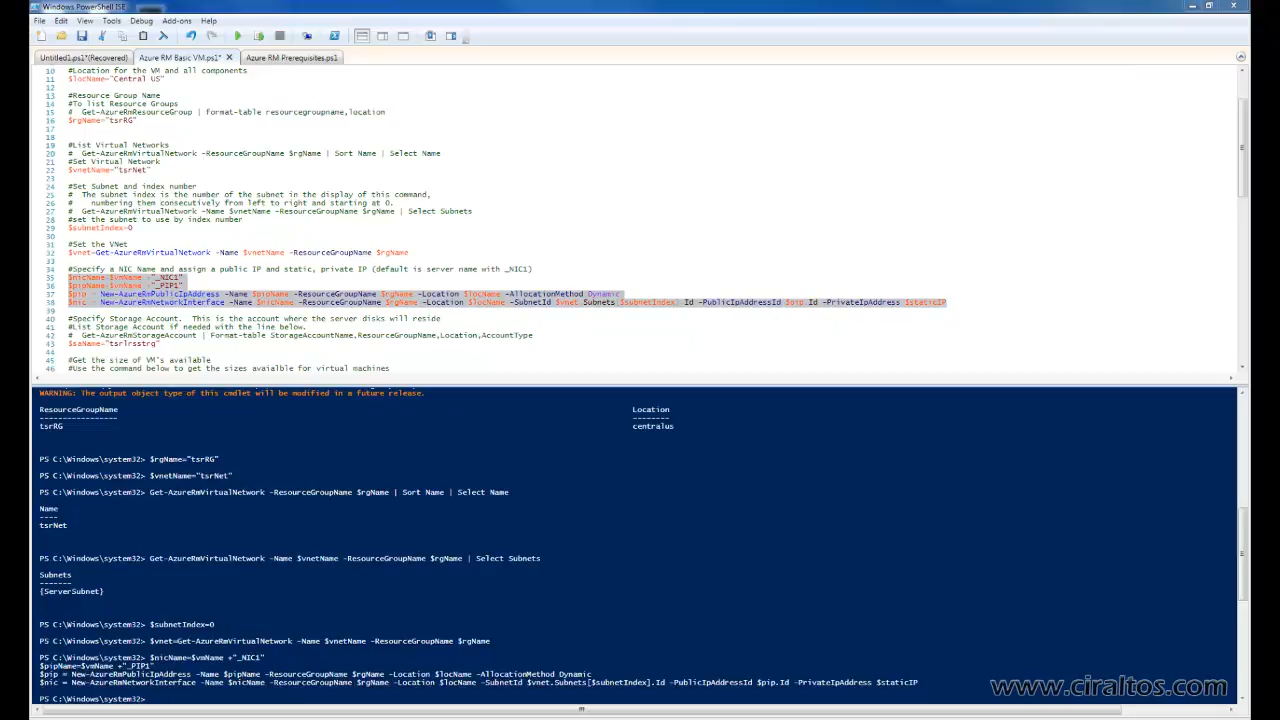 Windows PowerShell ISE
File Edit View Tools Debug Add-ons Help
Untitled1.ps1*(Recovered) Azure RM Basic VM.ps1* X Azure RM Prerequisites.ps1
10 #Location for the VM and all components
11 $locName="Central US"
12
13 #Resource Group Name
14 #To list Resource Groups
15 # Get-AzureRmResourceGroup | format-table resourcegroupname,location
16 $rgName="tsrRG"
17
18
19 #List Virtual Networks
20 # Get-AzureRmVirtualNetwork -ResourceGroupName $rgName | Sort Name | Select Name
21 #Set Virtual Network
22 $vnetName="tsrNet"
23
24 #Set Subnet and index number
25 # The subnet index is the number of the subnet in the display of this command,
26 # numbering them consecutively from left to right and starting at 0.
27 # Get-AzureRmVirtualNetwork -Name $vnetName -ResourceGroupName $rgName | Select Subnets
28 #set the subnet to use by index number
29 $subnetIndex=0
30
31 #Set the VNet
32 $vnet=Get-AzureRmVirtualNetwork -Name $vnetName -ResourceGroupName $rgName
33
34 #Specify a NIC Name and assign a public IP and static, private IP (default is server name with _NIC1)
35 $nicName=$vmName +"_NIC1"
36 $pipName=$vmName +"_PIP1"
37 $pip = New-AzureRmPublicIpAddress -Name $pipName -ResourceGroupName $rgName -Location $locName -AllocationMethod Dynamic
38 $nic = New-AzureRmNetworkInterface -Name $nicName -ResourceGroupName $rgName -Location $locName -SubnetId $vnet.Subnets[$subnetIndex].Id -PublicIpAddressId $pip.Id -PrivateIpAddress $staticIP
39
40 #Specify Storage Account. This is the account where the server disks will reside
41 #List Storage Account if needed with the line below.
42 # Get-AzureRmStorageAccount | Format-table StorageAccountName,ResourceGroupName,Location,AccountType
43 $saName="tsrlrsstrg"
44
45 #Get the size of VM's available
46 #Use the command below to get the sizes avaialble for virtual machines
WARNING: The output object type of this cmdlet will be modified in a future release.
ResourceGroupName Location
----------------- --------
tsrRG centralus
PS C:\Windows\system32> $rgName="tsrRG"
PS C:\Windows\system32> $vnetName="tsrNet"
PS C:\Windows\system32> Get-AzureRmVirtualNetwork -ResourceGroupName $rgName | Sort Name | Select Name
Name
----
tsrNet
PS C:\Windows\system32> Get-AzureRmVirtualNetwork -Name $vnetName -ResourceGroupName $rgName | Select Subnets
Subnets
-------
{ServerSubnet}
PS C:\Windows\system32> $subnetIndex=0
PS C:\Windows\system32> $vnet=Get-AzureRmVirtualNetwork -Name $vnetName -ResourceGroupName $rgName
PS C:\Windows\system32> $nicName=$vmName +"_NIC1"
$pipName=$vmName +"_PIP1"
$pip = New-AzureRmPublicIpAddress -Name $pipName -ResourceGroupName $rgName -Location $locName -AllocationMethod Dynamic
$nic = New-AzureRmNetworkInterface -Name $nicName -ResourceGroupName $rgName -Location $locName -SubnetId $vnet.Subnets[$subnetIndex].Id -PublicIpAddressId $pip.Id -PrivateIpAddress $staticIP
PS C:\Windows\system32>
www.ciraltos.com